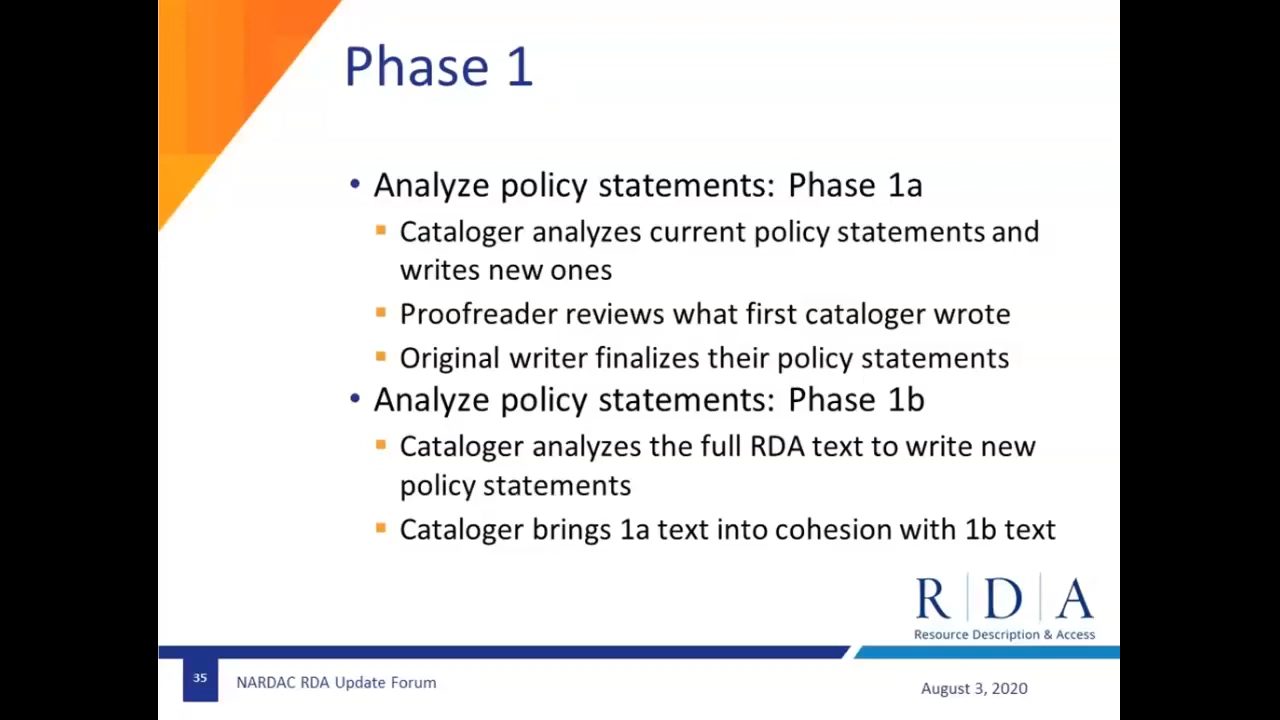 Phase 1
• Analyze policy statements: Phase 1a
▪ Cataloger analyzes current policy statements and
writes new ones
▪ Proofreader reviews what first cataloger wrote
▪ Original writer finalizes their policy statements
• Analyze policy statements: Phase 1b
▪ Cataloger analyzes the full RDA text to write new
policy statements
▪ Cataloger brings 1a text into cohesion with 1b text
R|D|A
Resource Description & Access
35
NARDAC RDA Update Forum
August 3, 2020